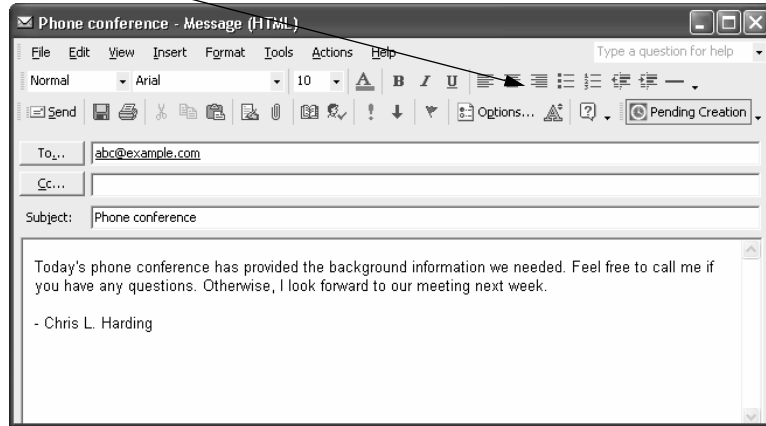 Phone conference - Message (HTML)
File Edit View Insert Format Tools Actions Help Type a question for help
Normal Arial 10 A B I U
Send Options... Pending Creation
To... abc@example.com
Cc...
Subject: Phone conference
Today's phone conference has provided the background information we needed. Feel free to call me if
you have any questions. Otherwise, I look forward to our meeting next week.
- Chris L. Harding